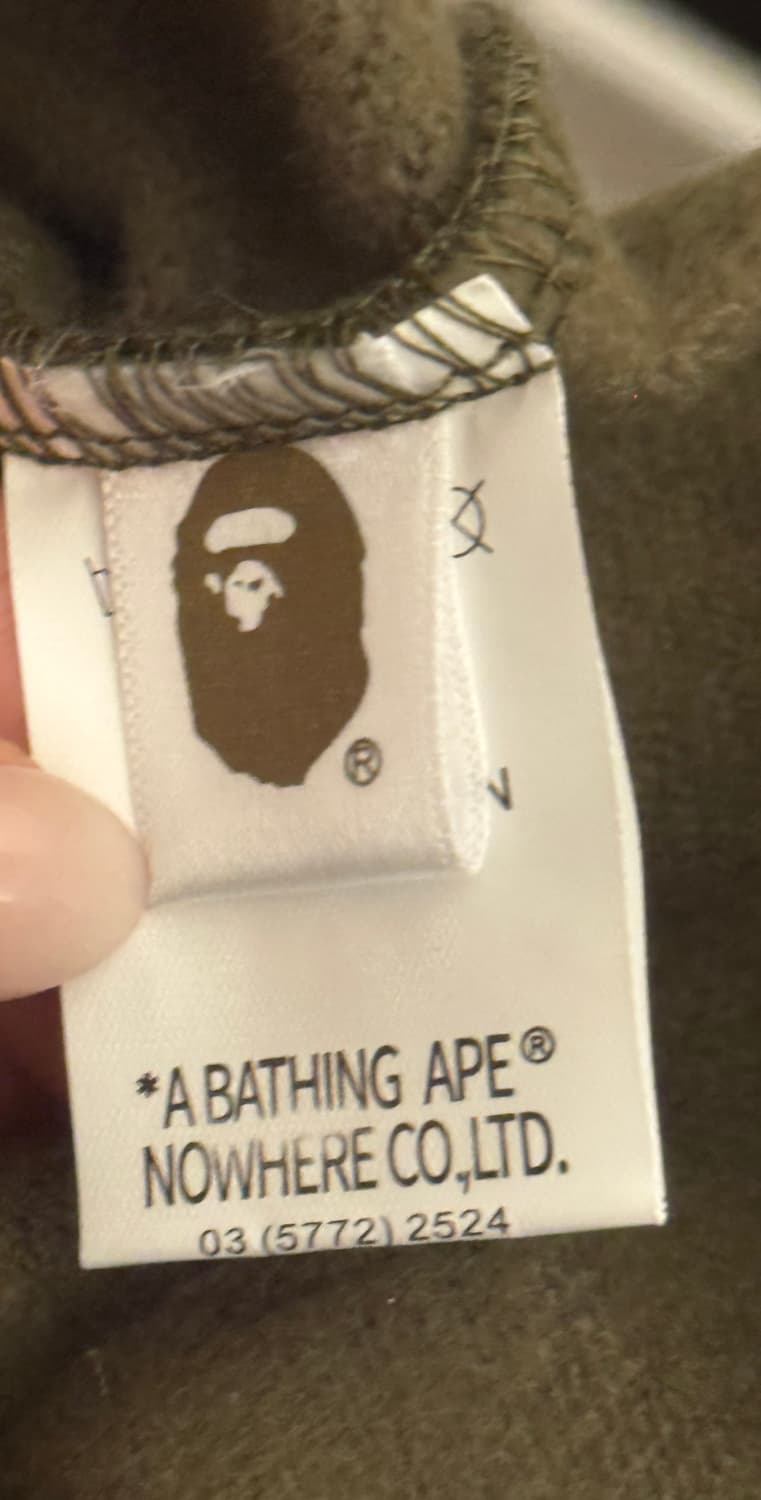 ®
*A BATHING APE®
NOWHERE CO.,LTD.
03 (5772) 2524